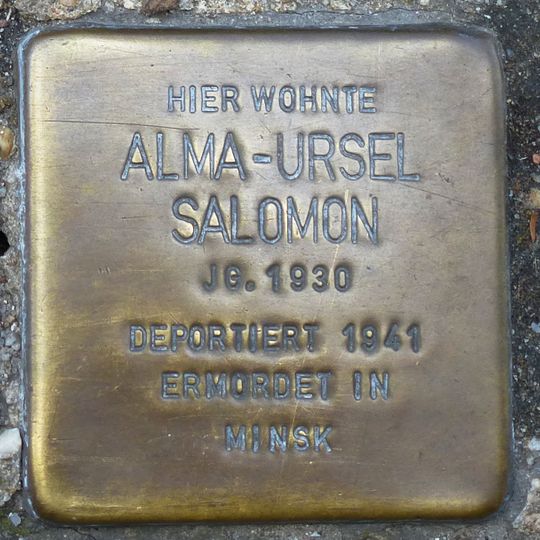 HIER WOHNTE
ALMA-URSEL
SALOMON
JG. 1930
DEPORTIERT 1941
ERMORDET IN
MINSK